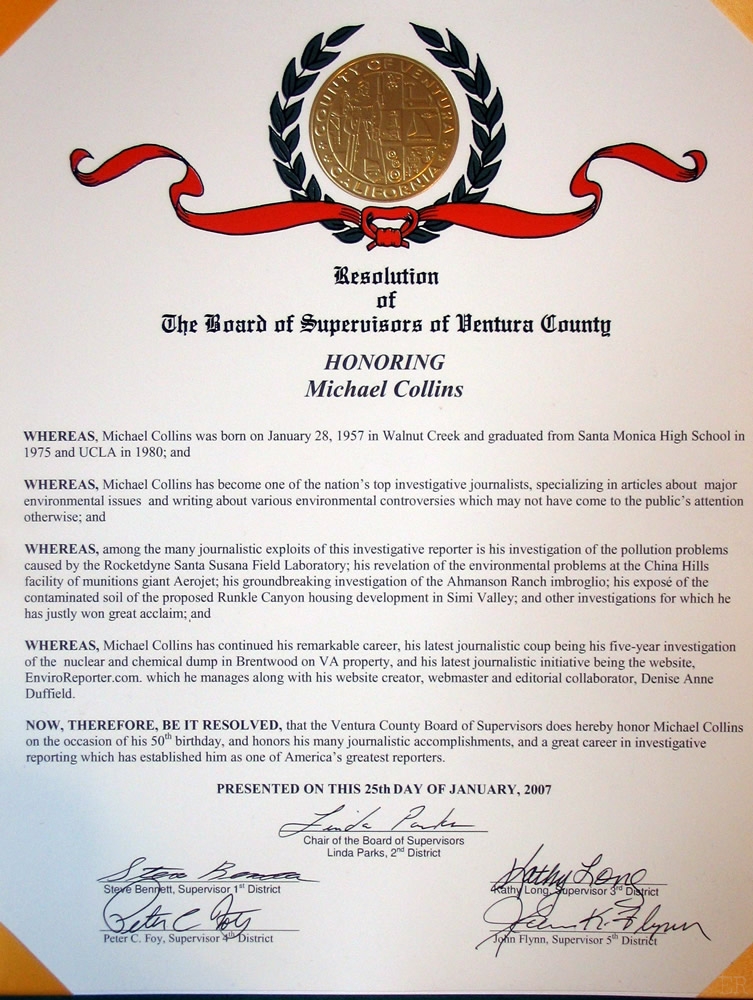 COUNTY OF VENTURA
CALIFORNIA
Resolution
of
The Board of Supervisors of Ventura County
HONORING
Michael Collins
WHEREAS, Michael Collins was born on January 28, 1957 in Walnut Creek and graduated from Santa Monica High School in
1975 and UCLA in 1980; and
WHEREAS, Michael Collins has become one of the nation's top investigative journalists, specializing in articles about major
environmental issues and writing about various environmental controversies which may not have come to the public's attention
otherwise; and
WHEREAS, among the many journalistic exploits of this investigative reporter is his investigation of the pollution problems
caused by the Rocketdyne Santa Susana Field Laboratory; his revelation of the environmental problems at the China Hills
facility of munitions giant Aerojet; his groundbreaking investigation of the Ahmanson Ranch imbroglio; his exposé of the
contaminated soil of the proposed Runkle Canyon housing development in Simi Valley; and other investigations for which he
has justly won great acclaim; and
WHEREAS, Michael Collins has continued his remarkable career, his latest journalistic coup being his five-year investigation
of the nuclear and chemical dump in Brentwood on VA property, and his latest journalistic initiative being the website,
EnviroReporter.com. which he manages along with his website creator, webmaster and editorial collaborator, Denise Anne
Duffield.
NOW, THEREFORE, BE IT RESOLVED, that the Ventura County Board of Supervisors does hereby honor Michael Collins
on the occasion of his 50th birthday, and honors his many journalistic accomplishments, and a great career in investigative
reporting which has established him as one of America's greatest reporters.
PRESENTED ON THIS 25th DAY OF JANUARY, 2007
Linda Parks
Chair of the Board of Supervisors
Linda Parks, 2nd District
Steve Bennett Kathy Long
Steve Bennett, Supervisor 1st District Kathy Long, Supervisor 3rd District
Peter C. Foy John K. Flynn
Peter C. Foy, Supervisor 4th District John Flynn, Supervisor 5th District